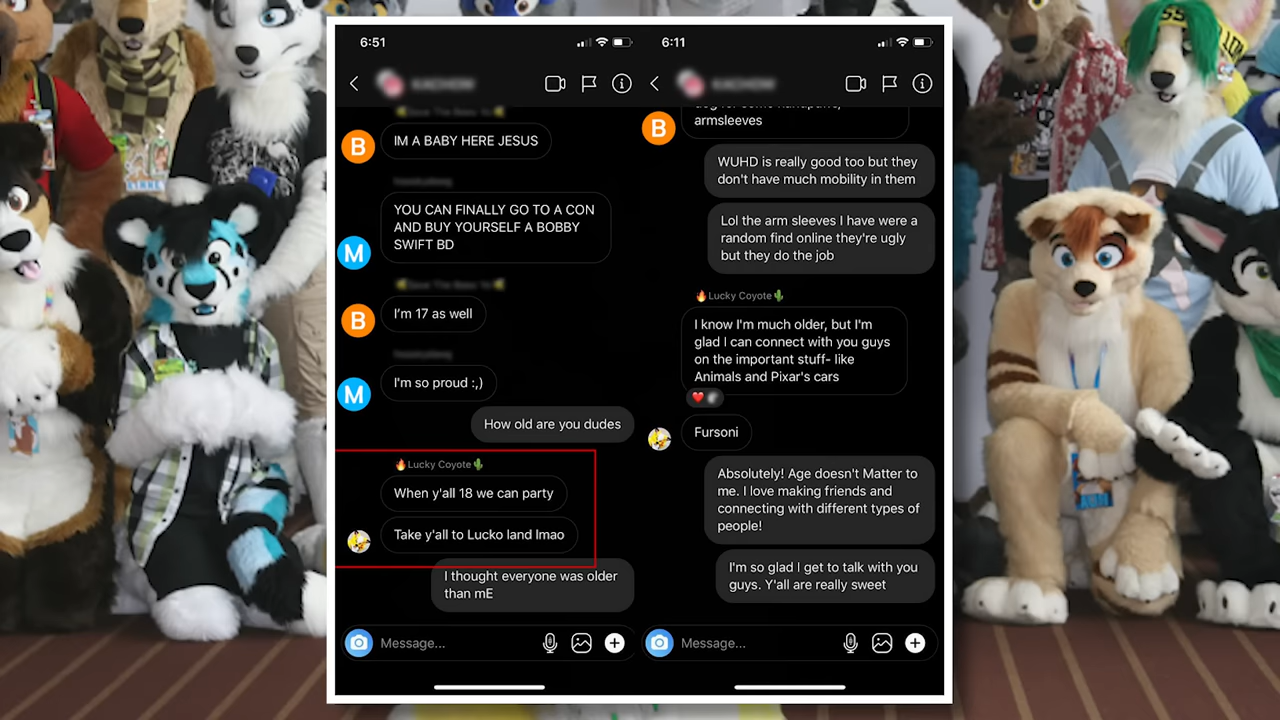 6:51
B
IM A BABY HERE JESUS
YOU CAN FINALLY GO TO A CON
AND BUY YOURSELF A BOBBY
SWIFT BD
M
B
I'm 17 as well
I'm so proud :,)
M
How old are you dudes
🔥Lucky Coyote🌵
When y'all 18 we can party
Take y'all to Lucko land lmao
I thought everyone was older
than mE
Message...
6:11
armsleeves
B
WUHD is really good too but they
don't have much mobility in them
Lol the arm sleeves I have were a
random find online they're ugly
but they do the job
🔥Lucky Coyote🌵
I know I'm much older, but I'm
glad I can connect with you guys
on the important stuff- like
Animals and Pixar's cars
Fursoni
Absolutely! Age doesn't Matter to
me. I love making friends and
connecting with different types of
people!
I'm so glad I get to talk with you
guys. Y'all are really sweet
Message...